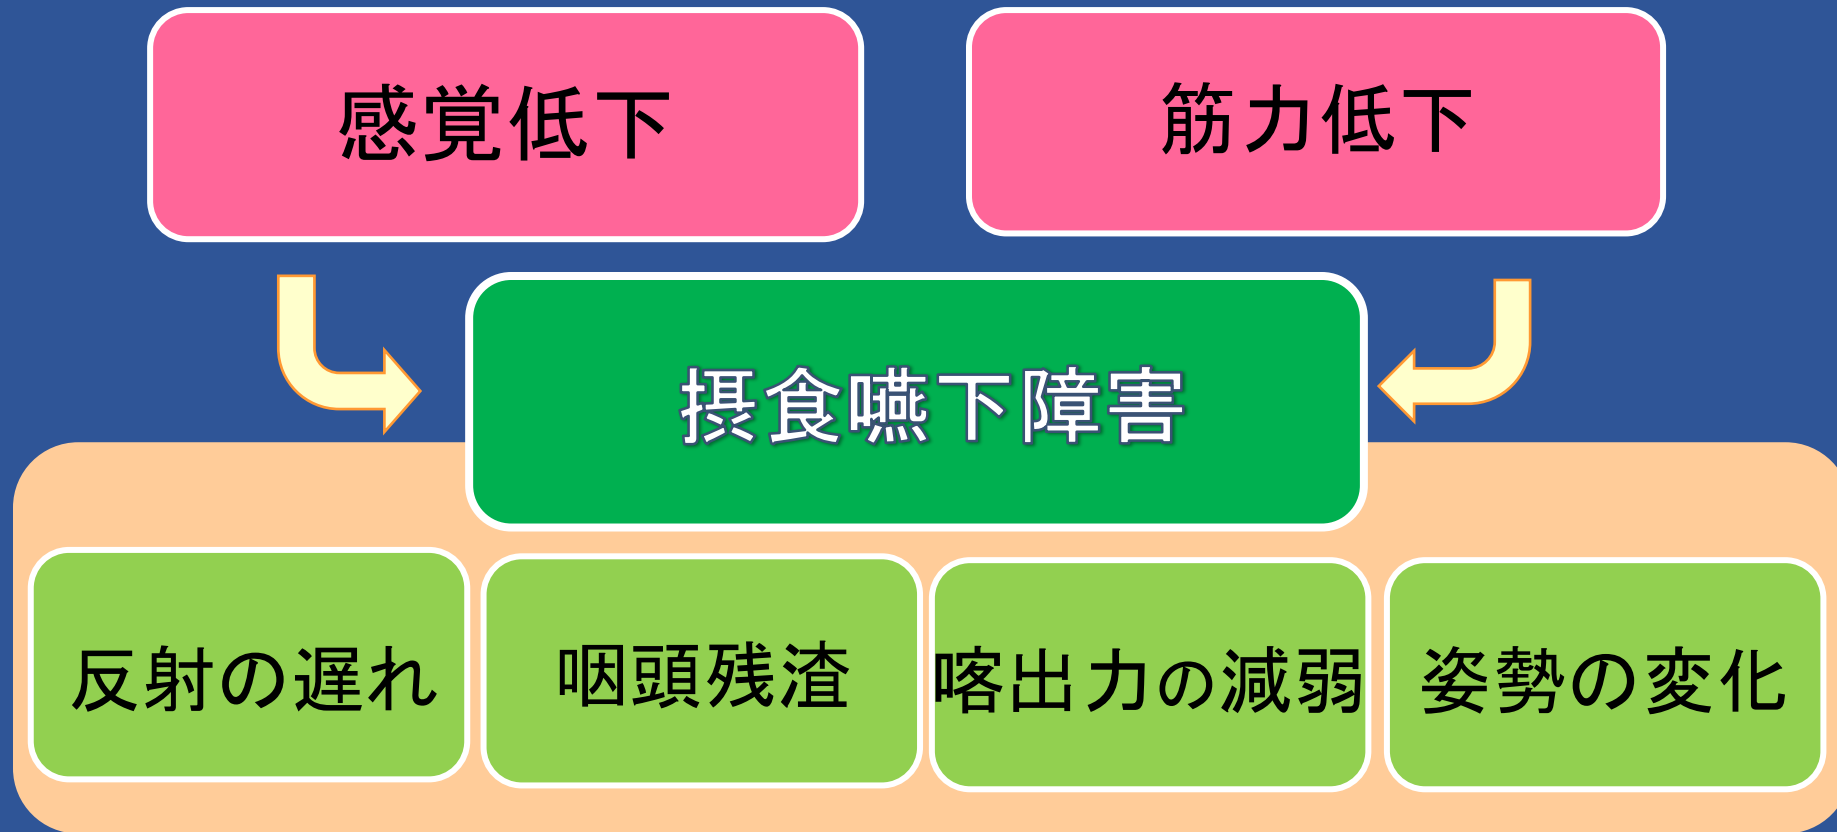 感覚低下
筋力低下
摂食嚥下障害
反射の遅れ
咽頭残渣
喀出力の減弱
姿勢の変化